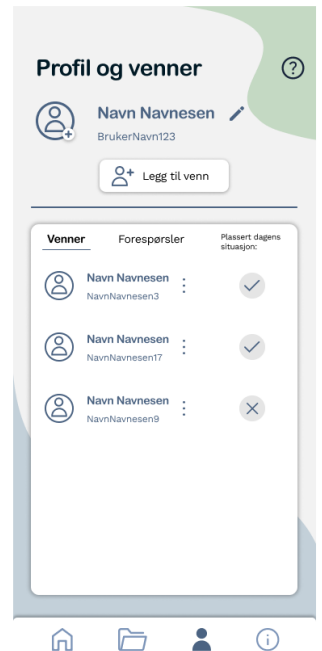 Profil og venner
?
Navn Navnesen
BrukerNavn123
Legg til venn
Venner
Forespørsler
Plassert dagens
situasjon:
Navn Navnesen
NavnNavnesen3
Navn Navnesen
NavnNavnesen17
Navn Navnesen
NavnNavnesen9